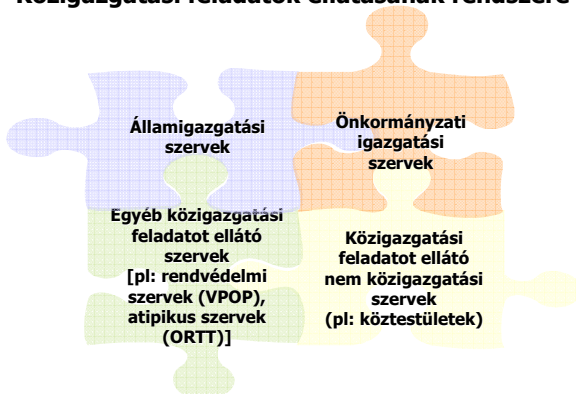 Közigazgatási feladatok ellátásának rendszere
Államigazgatási
szervek
Önkormányzati
igazgatási
szervek
Egyéb közigazgatási
feladatot ellátó
szervek
[pl: rendvédelmi
szervek (VPOP),
atipikus szervek
(ORTT)]
Közigazgatási
feladatot ellátó
nem közigazgatási
szervek
(pl: köztestületek)